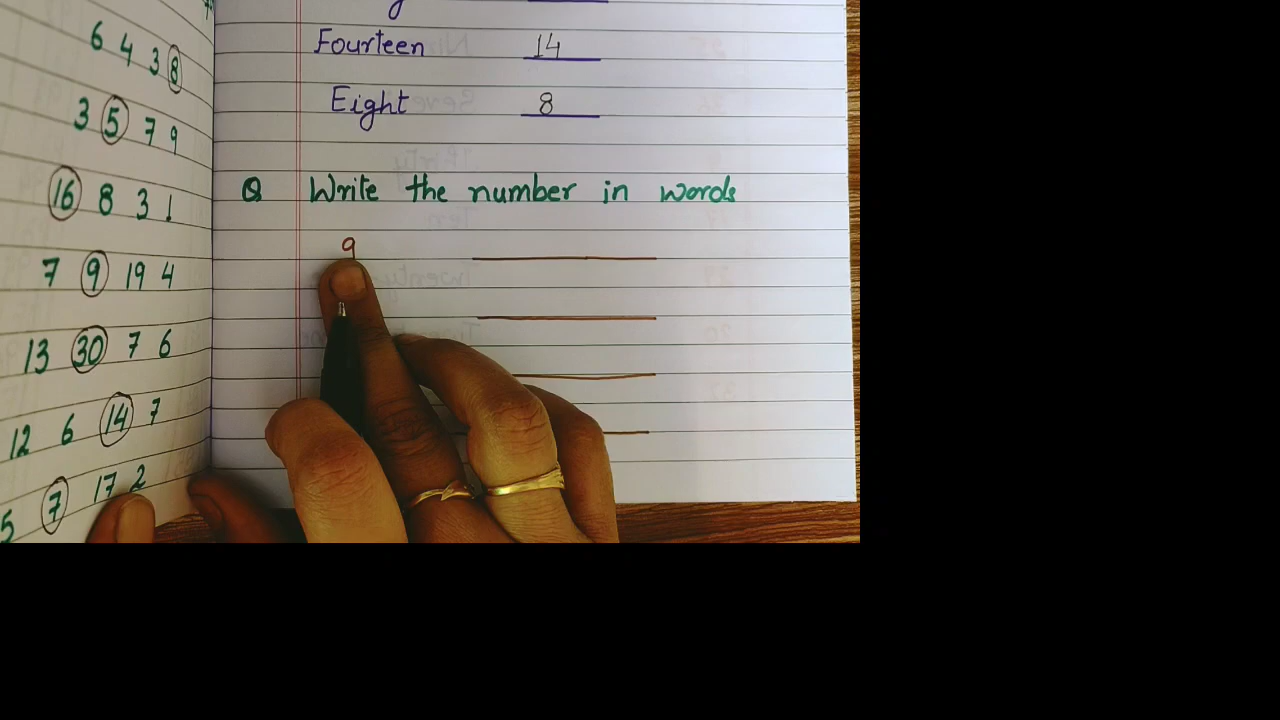 6 4 3 8
3 5 7 9
16 8 3 1
7 9 19 4
13 30 7 6
12 6 14 7
5 7 17 2
Fourteen 14
Eight 8
Q Write the number in words
9